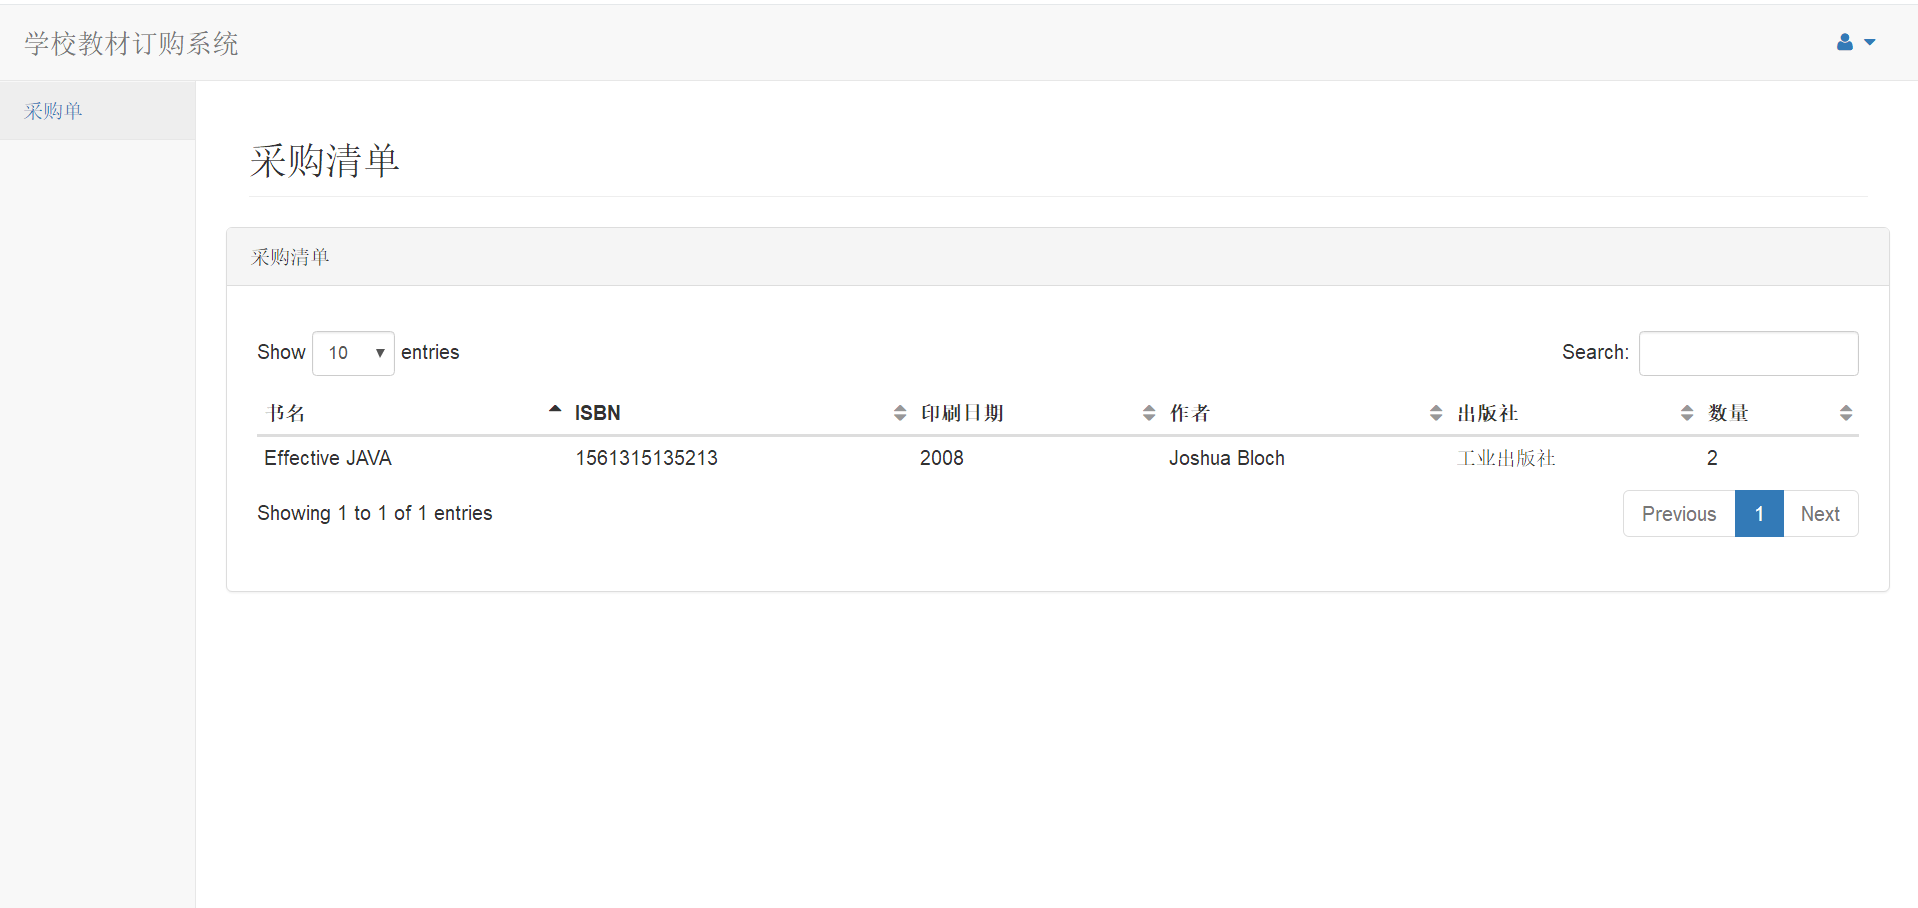 学校教材订购系统
采购单
采购清单
采购清单
Show 10 entries Search:
书名 ISBN 印刷日期 作者 出版社 数量
Effective JAVA 1561315135213 2008 Joshua Bloch 工业出版社 2
Showing 1 to 1 of 1 entries Previous 1 Next